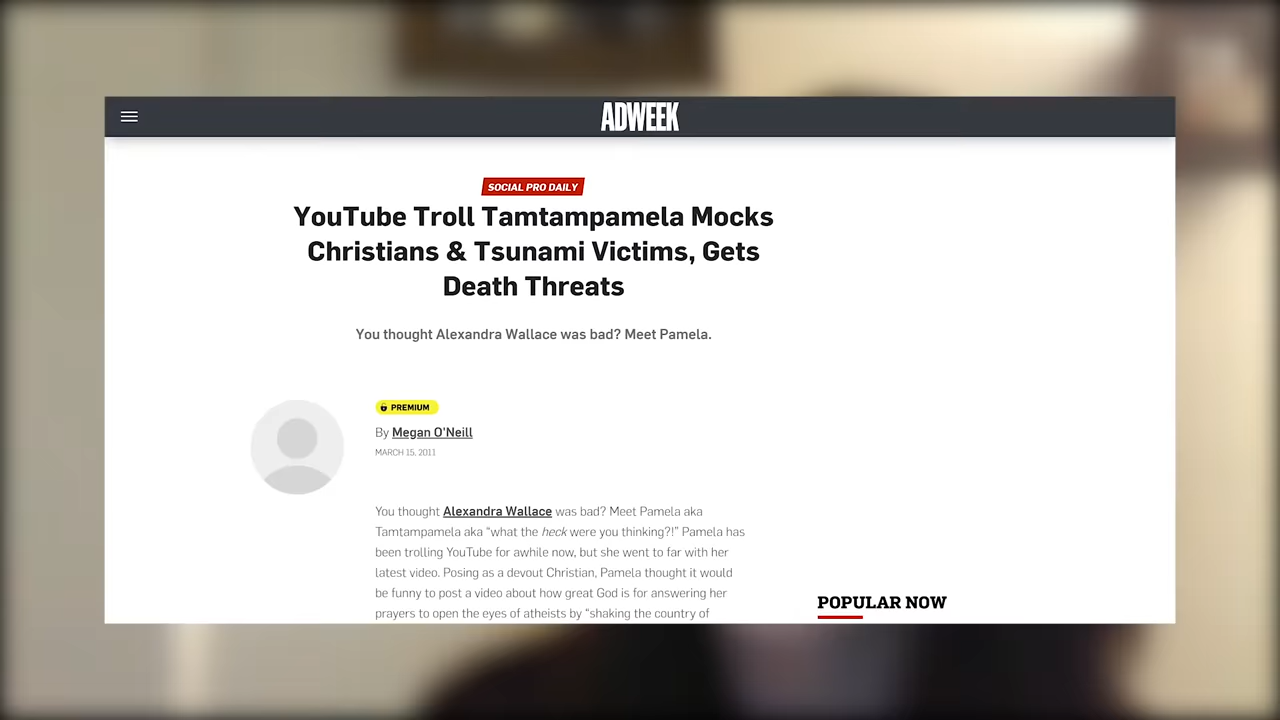 ADWEEK
SOCIAL PRO DAILY
YouTube Troll Tamtampamela Mocks
Christians & Tsunami Victims, Gets
Death Threats
You thought Alexandra Wallace was bad? Meet Pamela.
PREMIUM
By Megan O'Neill
MARCH 15, 2011
You thought Alexandra Wallace was bad? Meet Pamela aka
Tamtampamela aka “what the heck were you thinking?!” Pamela has
been trolling YouTube for awhile now, but she went to far with her
latest video. Posing as a devout Christian, Pamela thought it would
be funny to post a video about how great God is for answering her
prayers to open the eyes of atheists by “shaking the country of
POPULAR NOW